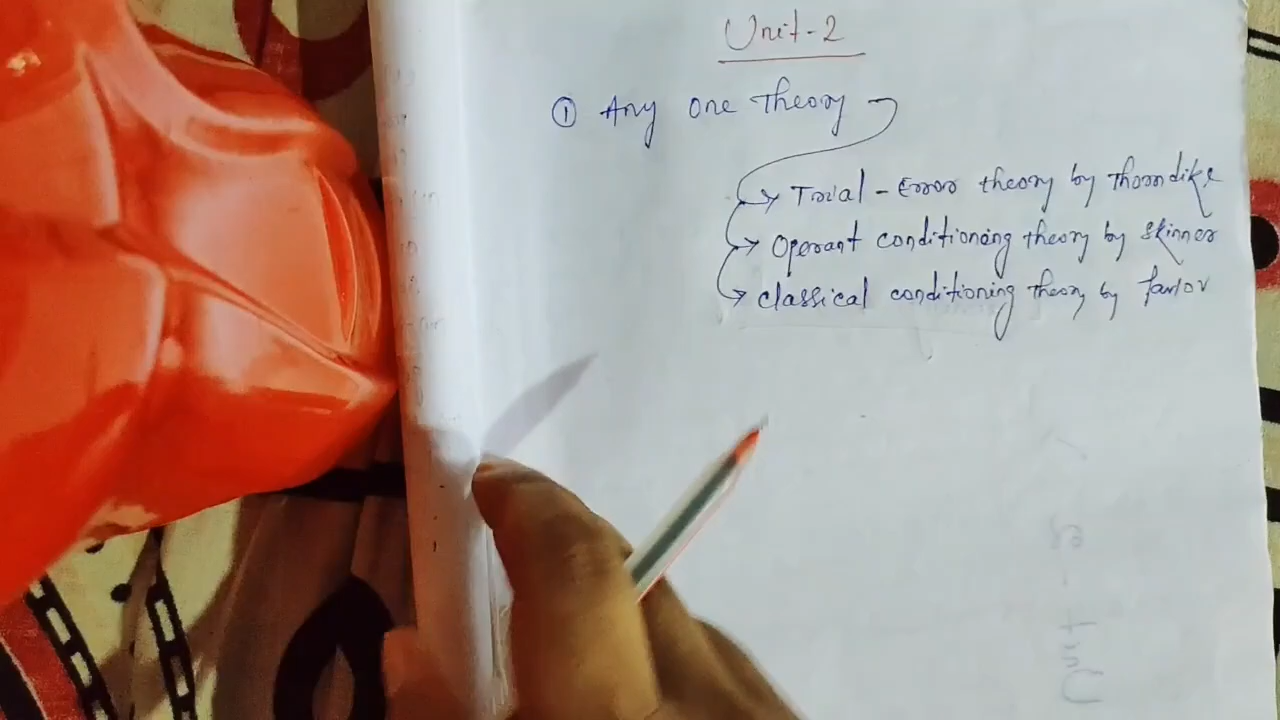 Unit-2
① Any one Theory
→ Trial - Error theory by Thorndike
→ Operant conditioning theory by Skinner
→ Classical conditioning theory by Pavlov